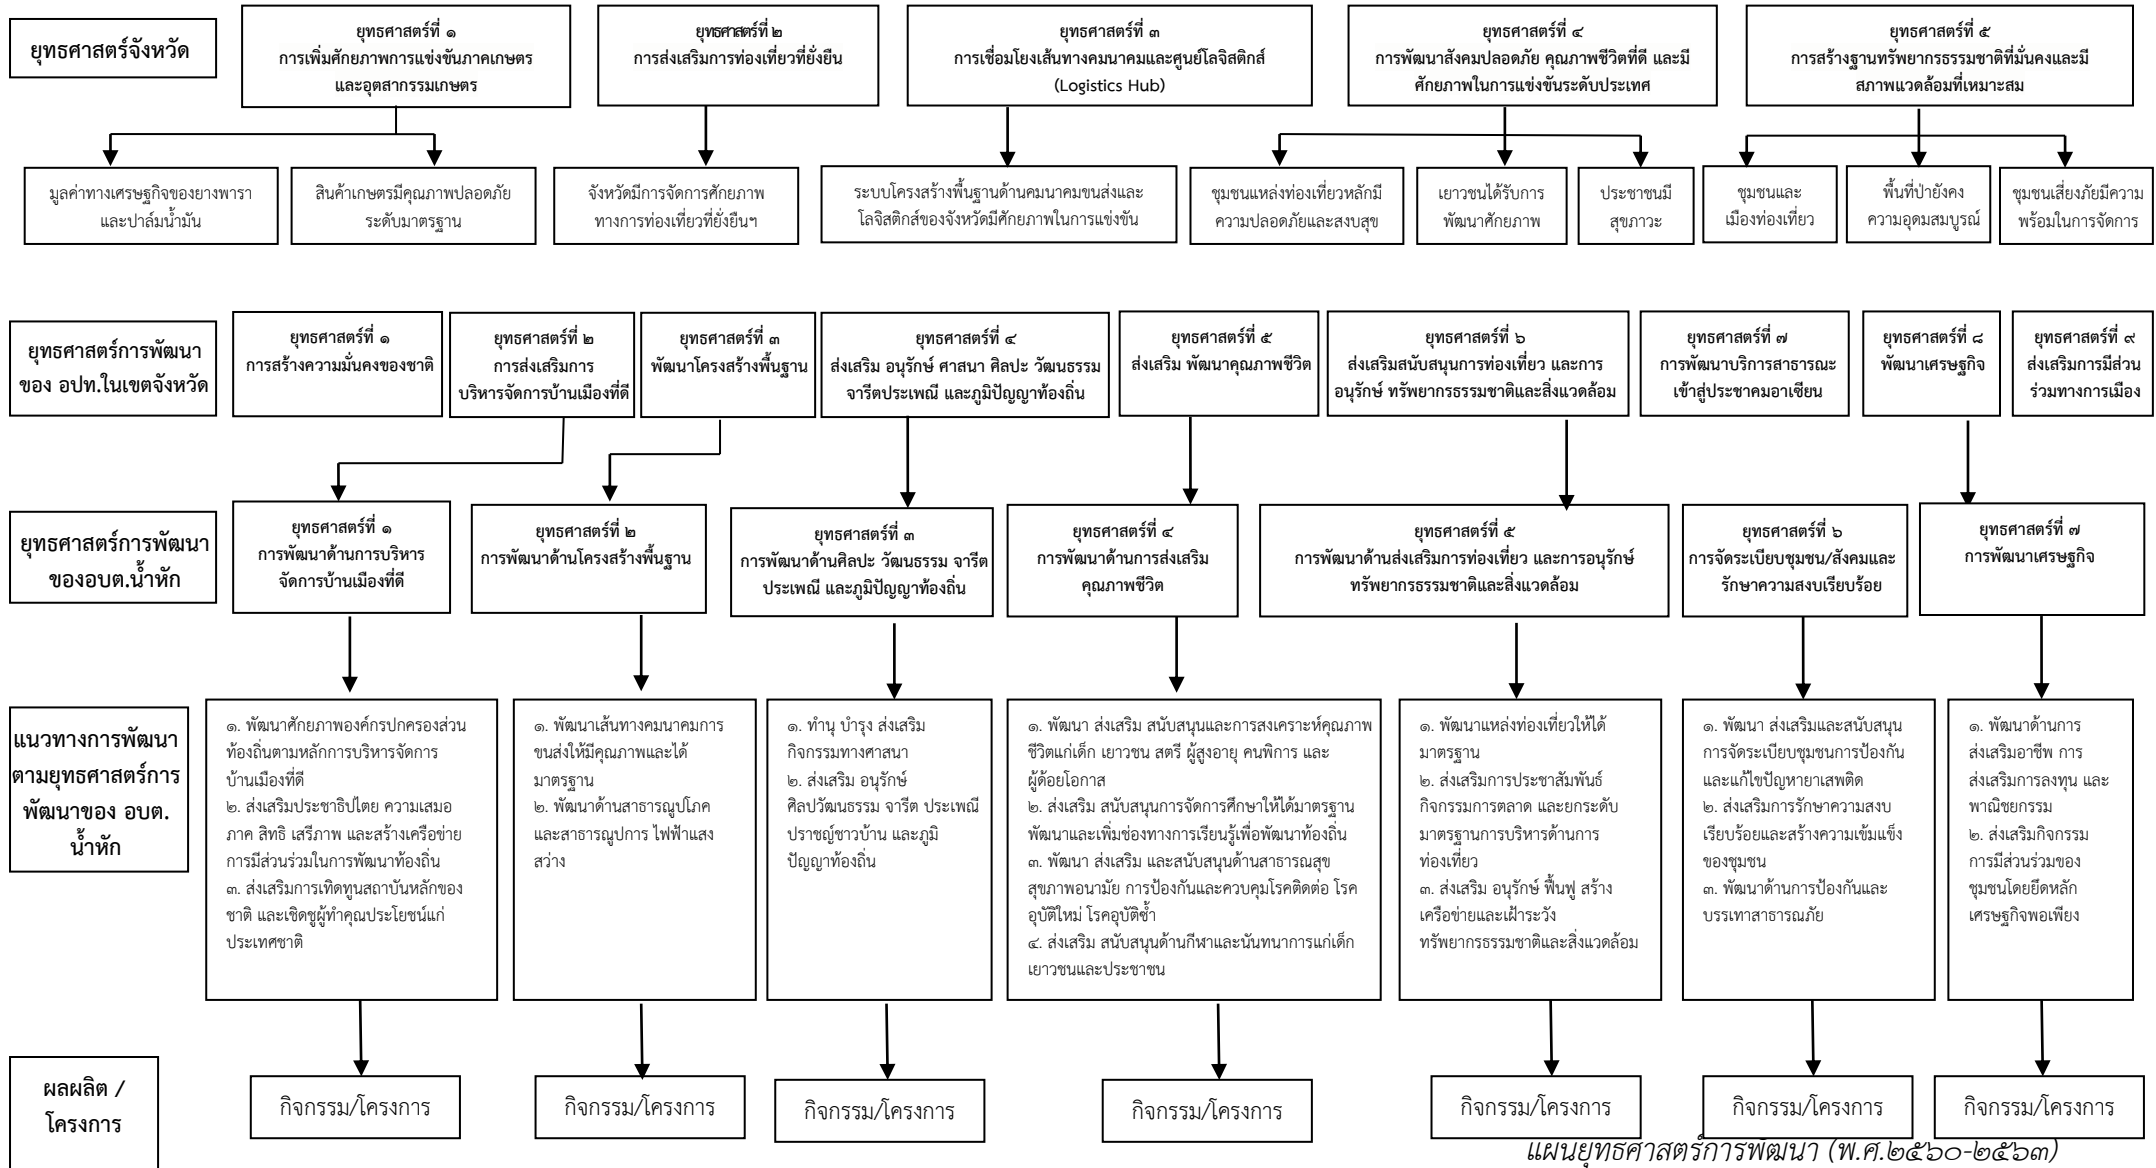 ยุทธศาสตร์จังหวัด
ยุทธศาสตร์ที่ ๑
การเพิ่มศักยภาพการแข่งขันภาคเกษตร
และอุตสากรรมเกษตร
ยุทธศาสตร์ที่ ๒
การส่งเสริมการท่องเที่ยวที่ยั่งยืน
ยุทธศาสตร์ที่ ๓
การเชื่อมโยงเส้นทางคมนาคมและศูนย์โลจิสติกส์
(Logistics Hub)
ยุทธศาสตร์ที่ ๔
การพัฒนาสังคมปลอดภัย คุณภาพชีวิตที่ดี และมี
ศักยภาพในการแข่งขันระดับประเทศ
ยุทธศาสตร์ที่ ๕
การสร้างฐานทรัพยากรธรรมชาติที่มั่นคงและมี
สภาพแวดล้อมที่เหมาะสม
มูลค่าทางเศรษฐกิจของยางพารา
และปาล์มน้ำมัน
สินค้าเกษตรมีคุณภาพปลอดภัย
ระดับมาตรฐาน
จังหวัดมีการจัดการศักยภาพ
ทางการท่องเที่ยวที่ยั่งยืนฯ
ระบบโครงสร้างพื้นฐานด้านคมนาคมขนส่งและ
โลจิสติกส์ของจังหวัดมีศักยภาพในการแข่งขัน
ชุมชนแหล่งท่องเที่ยวหลักมี
ความปลอดภัยและสงบสุข
เยาวชนได้รับการ
พัฒนาศักยภาพ
ประชาชนมี
สุขภาวะ
ชุมชนและ
เมืองท่องเที่ยว
พื้นที่ป่ายังคง
ความอุดมสมบูรณ์
ชุมชนเสี่ยงภัยมีความ
พร้อมในการจัดการ
ยุทธศาสตร์การพัฒนา
ของ อปท.ในเขตจังหวัด
ยุทธศาสตร์ที่ ๑
การสร้างความมั่นคงของชาติ
ยุทธศาสตร์ที่ ๒
การส่งเสริมการ
บริหารจัดการบ้านเมืองที่ดี
ยุทธศาสตร์ที่ ๓
พัฒนาโครงสร้างพื้นฐาน
ยุทธศาสตร์ที่ ๔
ส่งเสริม อนุรักษ์ ศาสนา ศิลปะ วัฒนธรรม
จารีตประเพณี และภูมิปัญญาท้องถิ่น
ยุทธศาสตร์ที่ ๕
ส่งเสริม พัฒนาคุณภาพชีวิต
ยุทธศาสตร์ที่ ๖
ส่งเสริมสนับสนุนการท่องเที่ยว และการ
อนุรักษ์ ทรัพยากรธรรมชาติและสิ่งแวดล้อม
ยุทธศาสตร์ที่ ๗
การพัฒนาบริการสาธารณะ
เข้าสู่ประชาคมอาเซียน
ยุทธศาสตร์ที่ ๘
พัฒนาเศรษฐกิจ
ยุทธศาสตร์ที่ ๙
ส่งเสริมการมีส่วน
ร่วมทางการเมือง
ยุทธศาสตร์การพัฒนา
ของอบต.น้ำหัก
ยุทธศาสตร์ที่ ๑
การพัฒนาด้านการบริหาร
จัดการบ้านเมืองที่ดี
ยุทธศาสตร์ที่ ๒
การพัฒนาด้านโครงสร้างพื้นฐาน
ยุทธศาสตร์ที่ ๓
การพัฒนาด้านศิลปะ วัฒนธรรม จารีต
ประเพณี และภูมิปัญญาท้องถิ่น
ยุทธศาสตร์ที่ ๔
การพัฒนาด้านการส่งเสริม
คุณภาพชีวิต
ยุทธศาสตร์ที่ ๕
การพัฒนาด้านส่งเสริมการท่องเที่ยว และการอนุรักษ์
ทรัพยากรธรรมชาติและสิ่งแวดล้อม
ยุทธศาสตร์ที่ ๖
การจัดระเบียบชุมชน/สังคมและ
รักษาความสงบเรียบร้อย
ยุทธศาสตร์ที่ ๗
การพัฒนาเศรษฐกิจ
แนวทางการพัฒนา
ตามยุทธศาสตร์การ
พัฒนาของ อบต.
น้ำหัก
๑. พัฒนาศักยภาพองค์กรปกครองส่วน
ท้องถิ่นตามหลักการบริหารจัดการ
บ้านเมืองที่ดี
๒. ส่งเสริมประชาธิปไตย ความเสมอ
ภาค สิทธิ เสรีภาพ และสร้างเครือข่าย
การมีส่วนร่วมในการพัฒนาท้องถิ่น
๓. ส่งเสริมการเทิดทูนสถาบันหลักของ
ชาติ และเชิดชูผู้ทำคุณประโยชน์แก่
ประเทศชาติ
๑. พัฒนาเส้นทางคมนาคมการ
ขนส่งให้มีคุณภาพและได้
มาตรฐาน
๒. พัฒนาด้านสาธารณูปโภค
และสาธารณูปการ ไฟฟ้าแสง
สว่าง
๑. ทำนุ บำรุง ส่งเสริม
กิจกรรมทางศาสนา
๒. ส่งเสริม อนุรักษ์
ศิลปวัฒนธรรม จารีต ประเพณี
ปราชญ์ชาวบ้าน และภูมิ
ปัญญาท้องถิ่น
๑. พัฒนา ส่งเสริม สนับสนุนและการสงเคราะห์คุณภาพ
ชีวิตแก่เด็ก เยาวชน สตรี ผู้สูงอายุ คนพิการ และ
ผู้ด้อยโอกาส
๒. ส่งเสริม สนับสนุนการจัดการศึกษาให้ได้มาตรฐาน
พัฒนาและเพิ่มช่องทางการเรียนรู้เพื่อพัฒนาท้องถิ่น
๓. พัฒนา ส่งเสริม และสนับสนุนด้านสาธารณสุข
สุขภาพอนามัย การป้องกันและควบคุมโรคติดต่อ โรค
อุบัติใหม่ โรคอุบัติซ้ำ
๔. ส่งเสริม สนับสนุนด้านกีฬาและนันทนาการแก่เด็ก
เยาวชนและประชาชน
๑. พัฒนาแหล่งท่องเที่ยวให้ได้
มาตรฐาน
๒. ส่งเสริมการประชาสัมพันธ์
กิจกรรมการตลาด และยกระดับ
มาตรฐานการบริหารด้านการ
ท่องเที่ยว
๓. ส่งเสริม อนุรักษ์ ฟื้นฟู สร้าง
เครือข่ายและเฝ้าระวัง
ทรัพยากรธรรมชาติและสิ่งแวดล้อม
๑. พัฒนา ส่งเสริมและสนับสนุน
การจัดระเบียบชุมชนการป้องกัน
และแก้ไขปัญหายาเสพติด
๒. ส่งเสริมการรักษาความสงบ
เรียบร้อยและสร้างความเข้มแข็ง
ของชุมชน
๓. พัฒนาด้านการป้องกันและ
บรรเทาสาธารณภัย
๑. พัฒนาด้านการ
ส่งเสริมอาชีพ การ
ส่งเสริมการลงทุน และ
พาณิชยกรรม
๒. ส่งเสริมกิจกรรม
การมีส่วนร่วมของ
ชุมชนโดยยึดหลัก
เศรษฐกิจพอเพียง
ผลผลิต /
โครงการ
กิจกรรม/โครงการ
กิจกรรม/โครงการ
กิจกรรม/โครงการ
กิจกรรม/โครงการ
กิจกรรม/โครงการ
กิจกรรม/โครงการ
กิจกรรม/โครงการ
แผนยุทธศาสตร์การพัฒนา (พ.ศ.๒๕๖๐-๒๕๖๓)